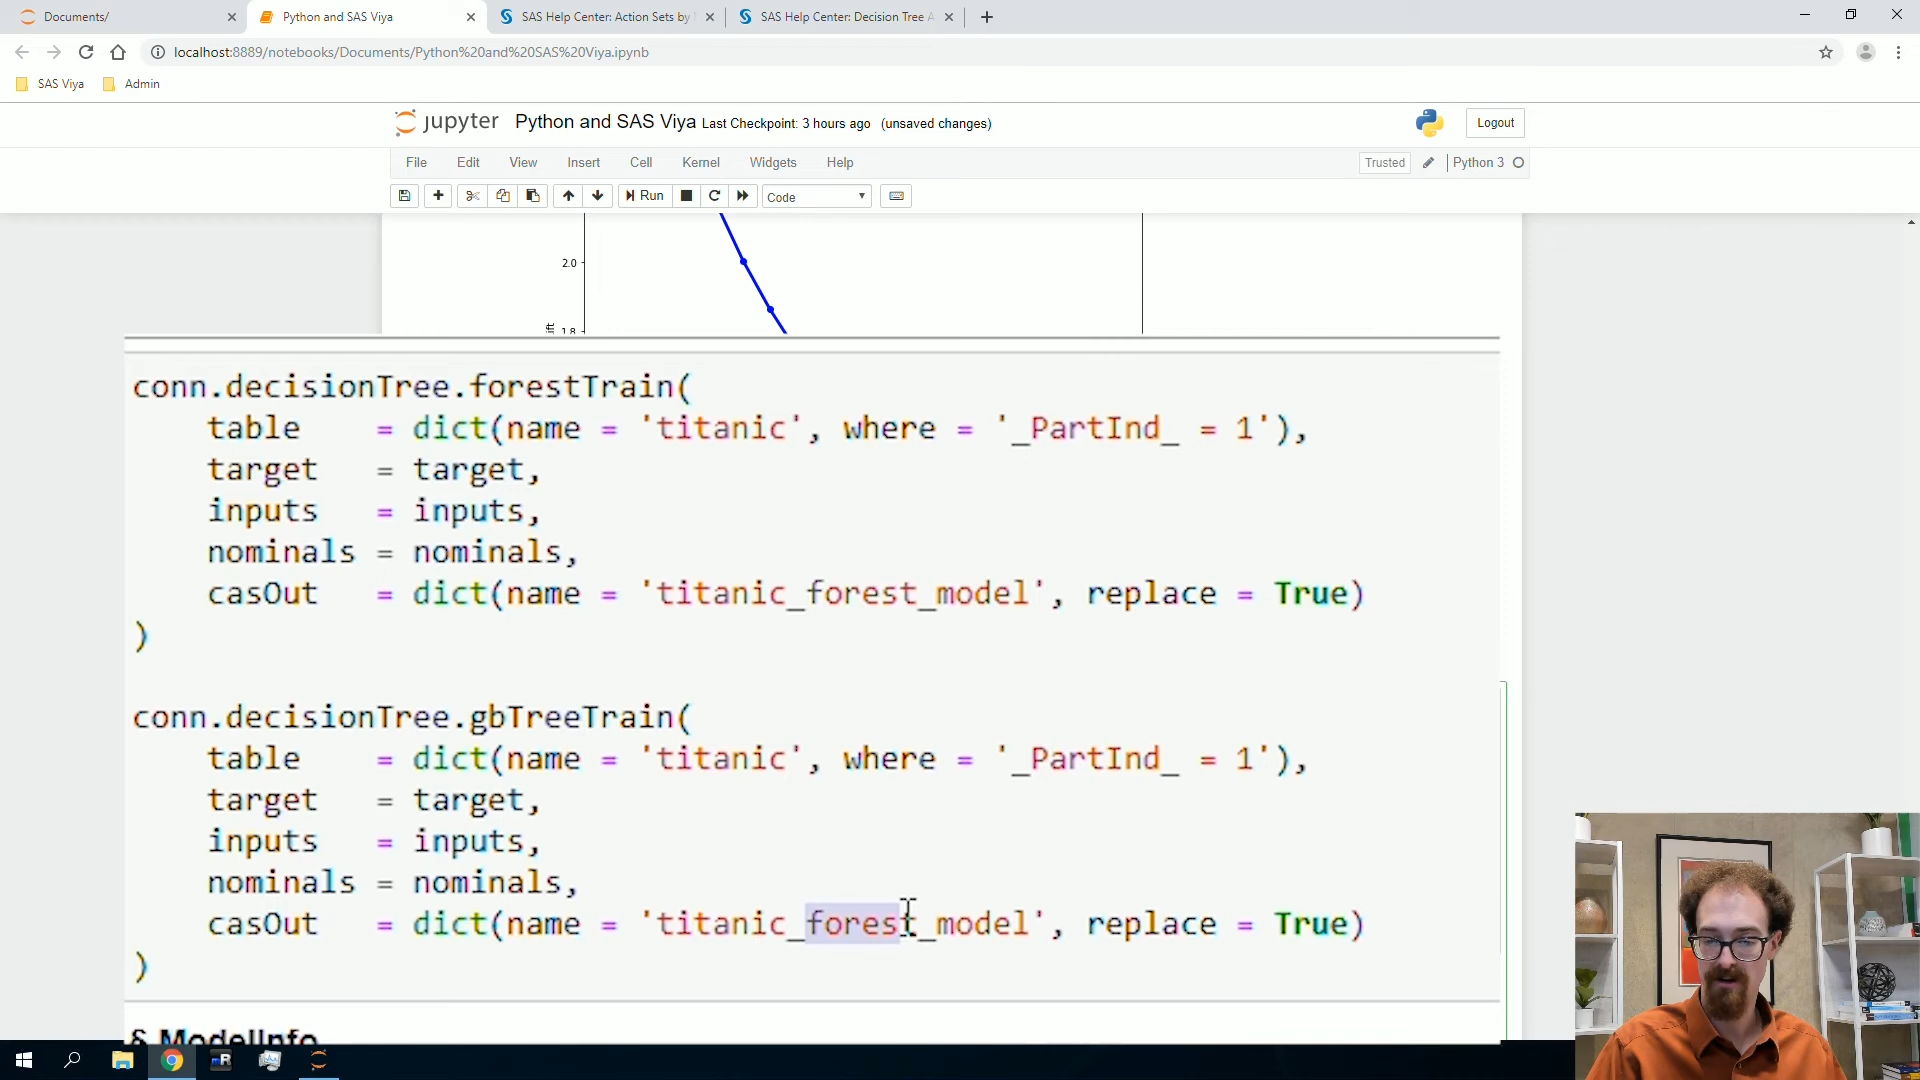 Documents/
Python and SAS Viya
SAS Help Center: Action Sets by
SAS Help Center: Decision Tree A
localhost:8889/notebooks/Documents/Python%20and%20SAS%20Viya.ipynb
SAS Viya Admin
jupyter Python and SAS Viya Last Checkpoint: 3 hours ago (unsaved changes)
Logout
File Edit View Insert Cell Kernel Widgets Help
Trusted Python 3
Run Code
2.0
1.8
conn.decisionTree.forestTrain(
table = dict(name = 'titanic', where = '_PartInd_ = 1'),
target = target,
inputs = inputs,
nominals = nominals,
casOut = dict(name = 'titanic_forest_model', replace = True)
)
conn.decisionTree.gbTreeTrain(
table = dict(name = 'titanic', where = '_PartInd_ = 1'),
target = target,
inputs = inputs,
nominals = nominals,
casOut = dict(name = 'titanic_forest_model', replace = True)
)
ModelInfo